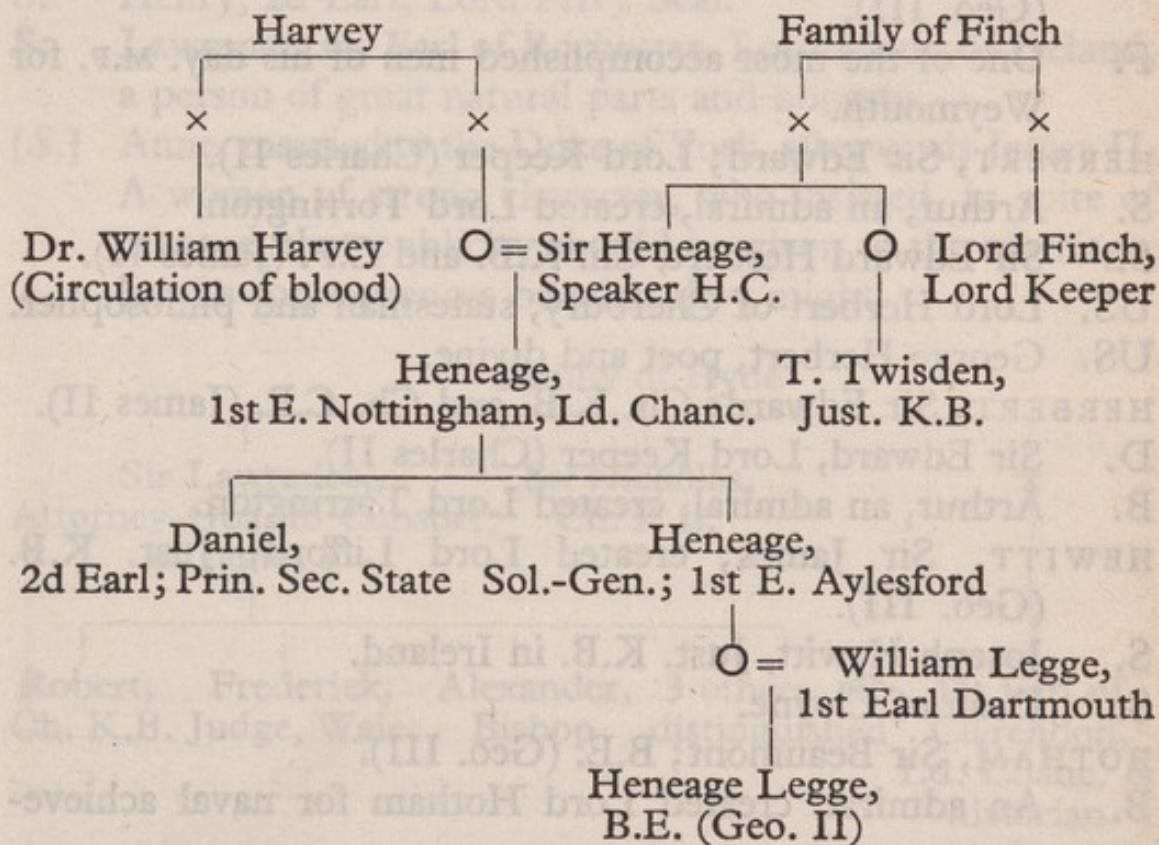 Harvey Family of Finch
× × × ×
Dr. William Harvey O = Sir Heneage, O Lord Finch,
(Circulation of blood) Speaker H.C. Lord Keeper
Heneage, T. Twisden,
1st E. Nottingham, Ld. Chanc. Just. K.B.
Daniel, Heneage,
2d Earl; Prin. Sec. State Sol.-Gen.; 1st E. Aylesford
O = William Legge,
1st Earl Dartmouth
Heneage Legge,
B.E. (Geo. II)